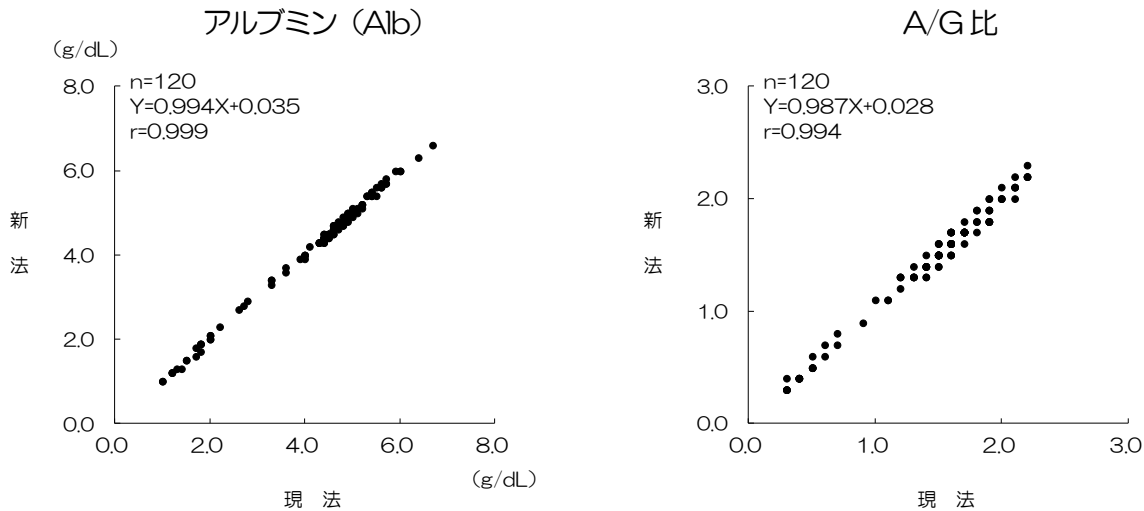 アルブミン（Alb）
（g/dL）
8.0
6.0
4.0
2.0
0.0
n=120
Y=0.994X+0.035
r=0.999
新
法
0.0 2.0 4.0 6.0 8.0
（g/dL）
現 法
A/G 比
3.0
2.0
1.0
0.0
n=120
Y=0.987X+0.028
r=0.994
新
法
0.0 1.0 2.0 3.0
現 法